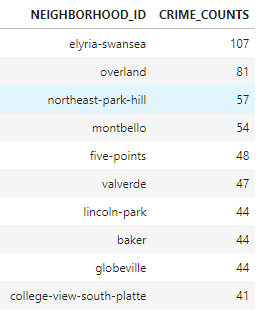 NEIGHBORHOOD_ID CRIME_COUNTS
elyria-swansea 107
overland 81
northeast-park-hill 57
montbello 54
five-points 48
valverde 47
lincoln-park 44
baker 44
globeville 44
college-view-south-platte 41